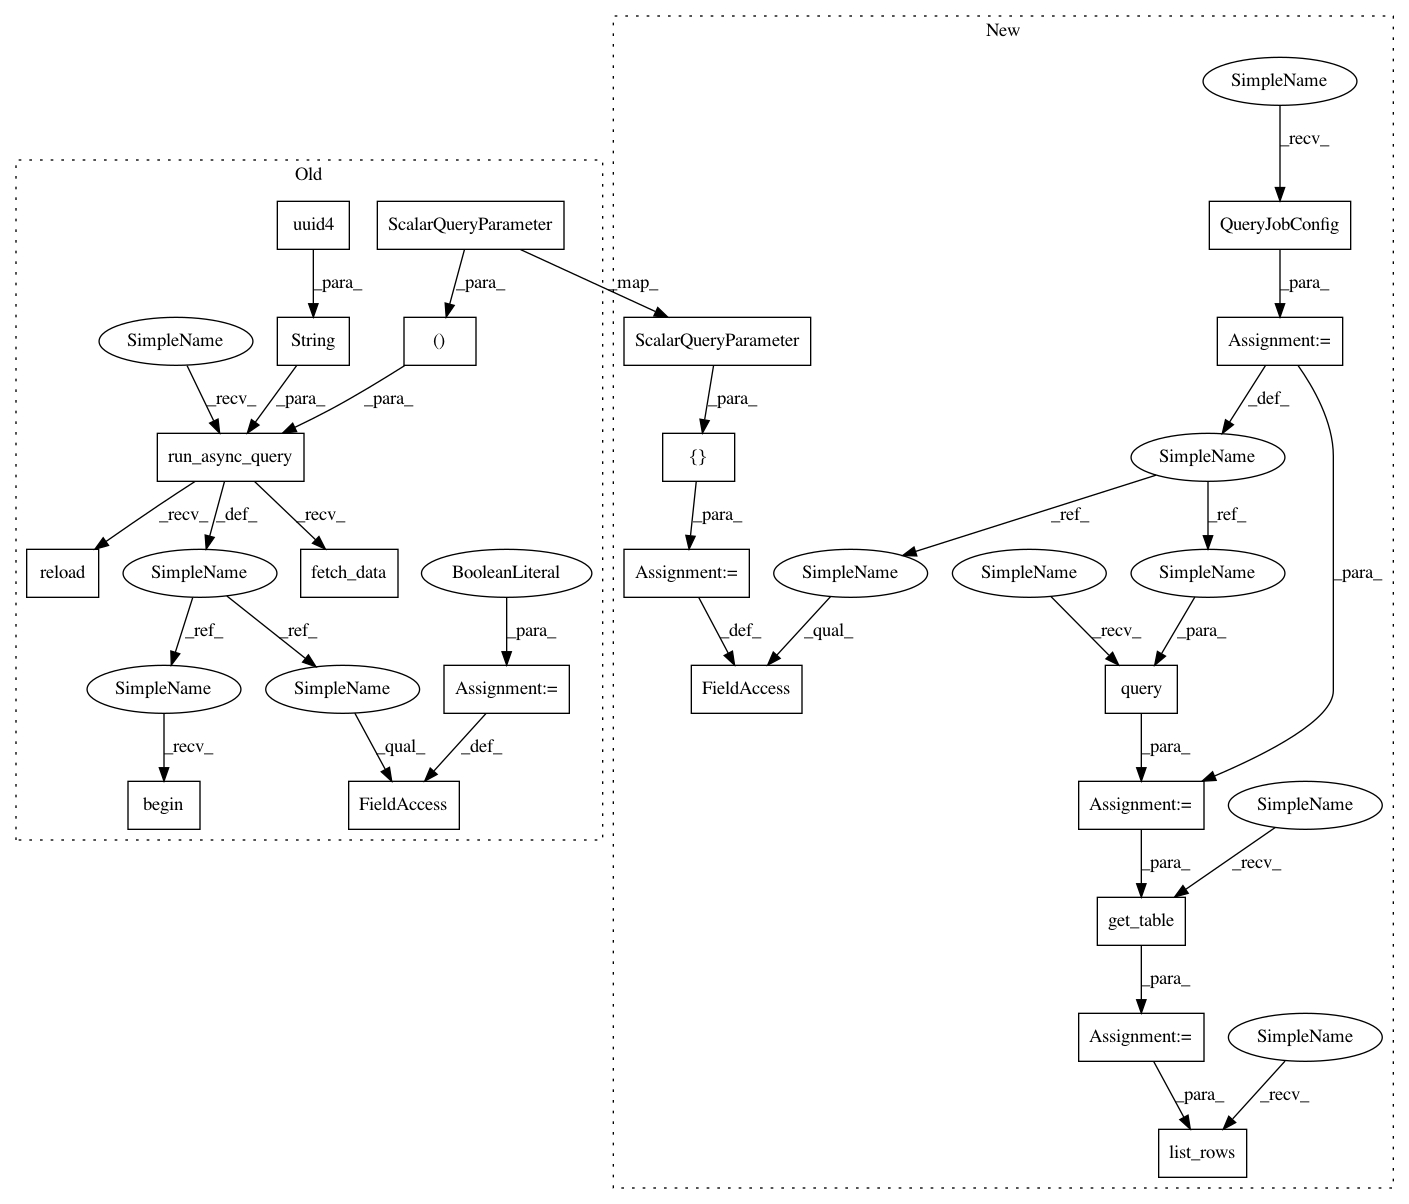 New
SimpleName
_recv_
Old
uuid4
ScalarQueryParameter
QueryJobConfig
_para_
_para_
_map_
_para_
SimpleName
String
()
ScalarQueryParameter
Assignment:=
_recv_
_para_
_para_
_para_
_def_
run_async_query
{}
SimpleName
_recv_
_def_
_recv_
_para_
_ref_
_ref_
reload
SimpleName
fetch_data
BooleanLiteral
Assignment:=
SimpleName
SimpleName
SimpleName
_para_
_ref_
_ref_
_para_
_def_
_qual_
_recv_
_para_
SimpleName
SimpleName
Assignment:=
FieldAccess
query
_recv_
_qual_
_def_
_para_
begin
FieldAccess
Assignment:=
SimpleName
_para_
_recv_
get_table
_para_
Assignment:=
SimpleName
_para_
_recv_
list_rows